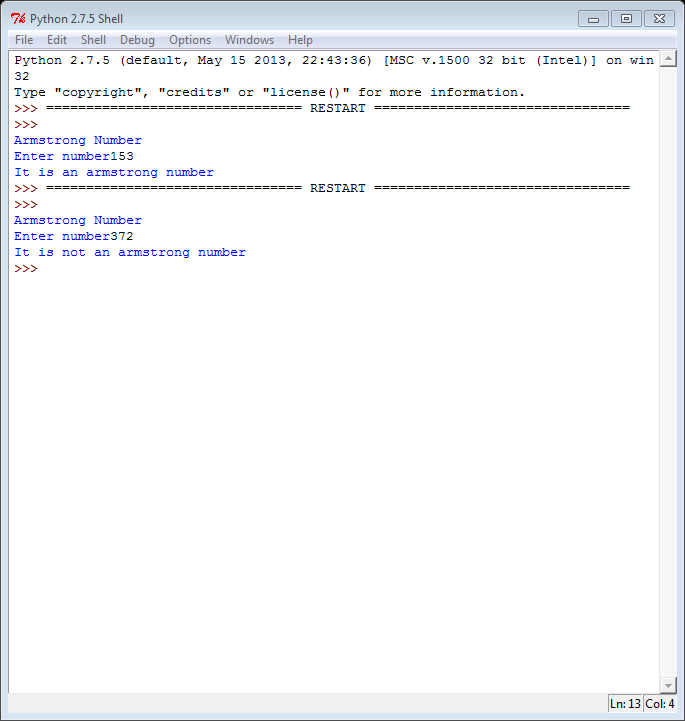 Python 2.7.5 Shell
File Edit Shell Debug Options Windows Help
Python 2.7.5 (default, May 15 2013, 22:43:36) [MSC v.1500 32 bit (Intel)] on win
32
Type "copyright", "credits" or "license()" for more information.
>>> ================================ RESTART ================================
>>>
Armstrong Number
Enter number153
It is an armstrong number
>>> ================================ RESTART ================================
>>>
Armstrong Number
Enter number372
It is not an armstrong number
>>>
Ln: 13 Col: 4